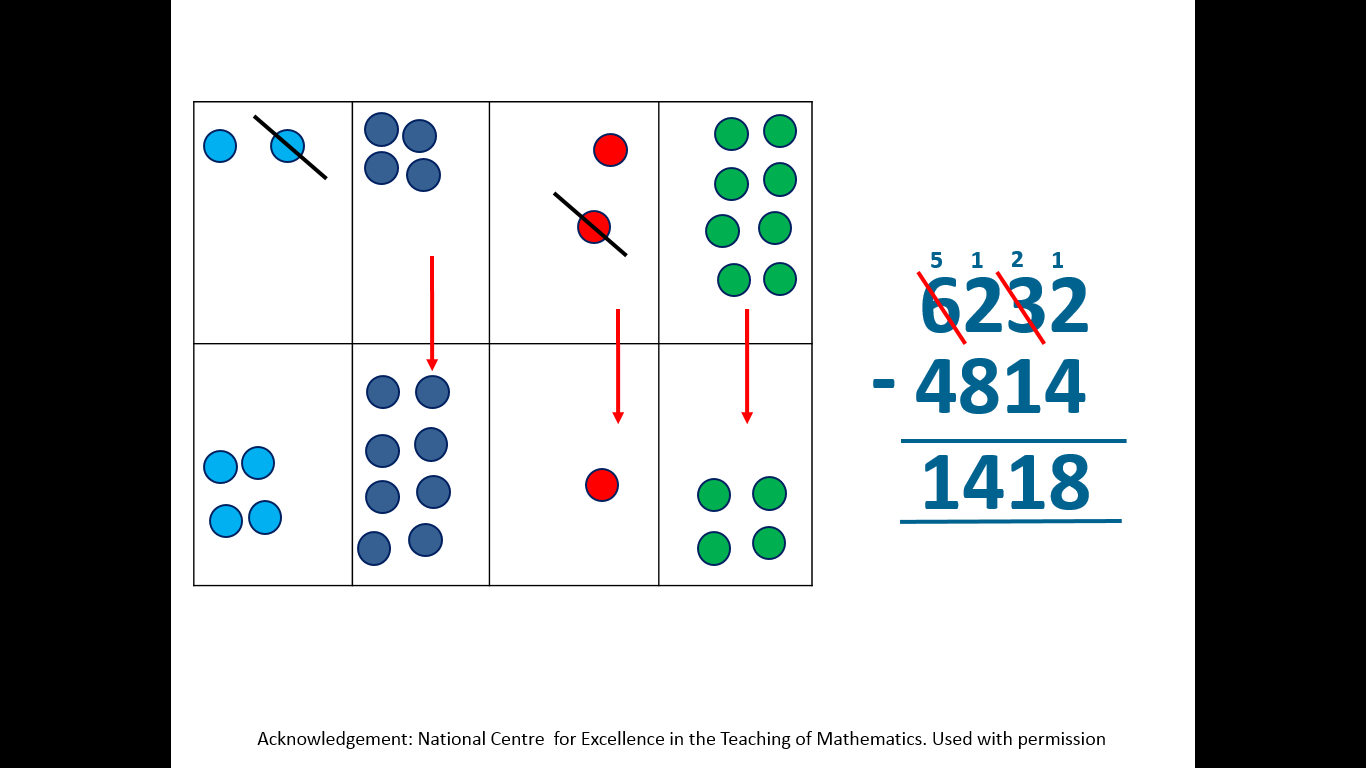 5 1 2 1
6232
- 4814
1418
Acknowledgement: National Centre for Excellence in the Teaching of Mathematics. Used with permission